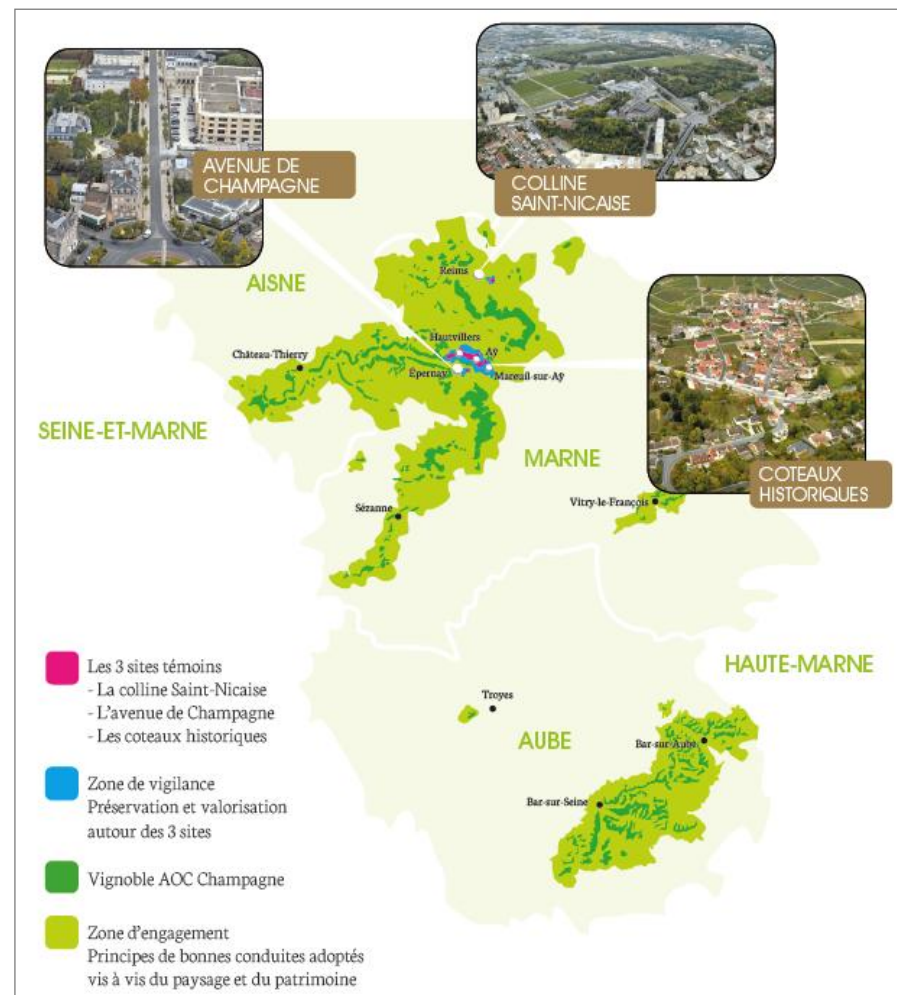 AVENUE DE
CHAMPAGNE
COLLINE
SAINT-NICAISE
AISNE
Reims
Hautvillers
Aÿ
Château-Thierry
Épernay
Mareuil-sur-Aÿ
SEINE-ET-MARNE
MARNE
COTEAUX
HISTORIQUES
Sézanne
Vitry-le-François
HAUTE-MARNE
Troyes
AUBE
Bar-sur-Aube
Bar-sur-Seine
Les 3 sites témoins
- La colline Saint-Nicaise
- L'avenue de Champagne
- Les coteaux historiques
Zone de vigilance
Préservation et valorisation
autour des 3 sites
Vignoble AOC Champagne
Zone d'engagement
Principes de bonnes conduites adoptés
vis à vis du paysage et du patrimoine